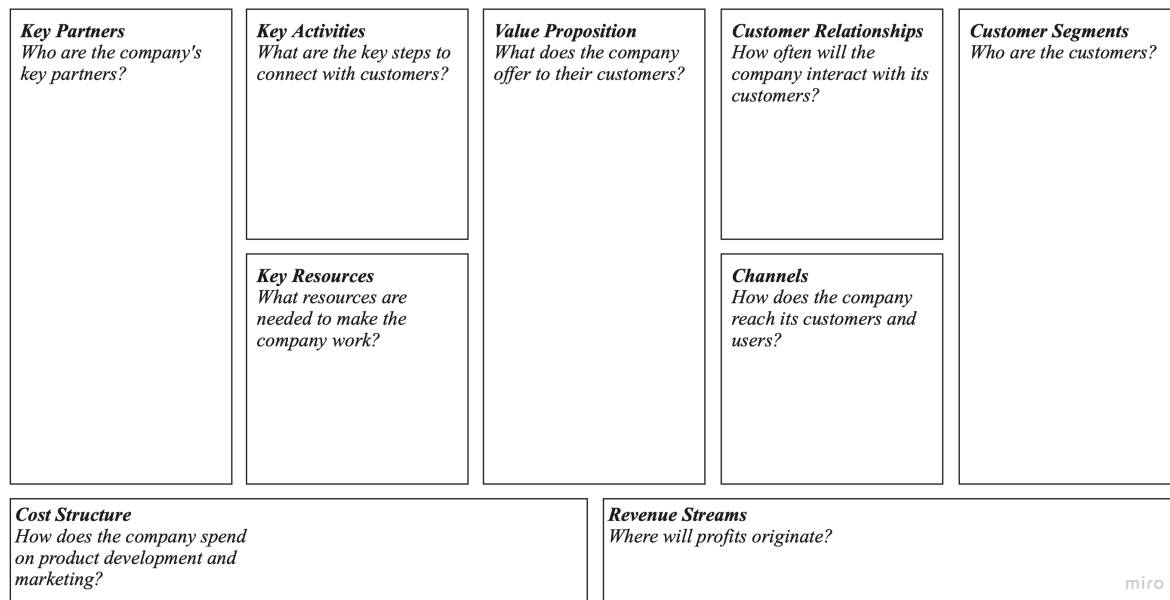 Key Partners
Who are the company's
key partners?
Key Activities
What are the key steps to
connect with customers?
Key Resources
What resources are
needed to make the
company work?
Value Proposition
What does the company
offer to their customers?
Customer Relationships
How often will the
company interact with its
customers?
Channels
How does the company
reach its customers and
users?
Customer Segments
Who are the customers?
Cost Structure
How does the company spend
on product development and
marketing?
Revenue Streams
Where will profits originate?
miro